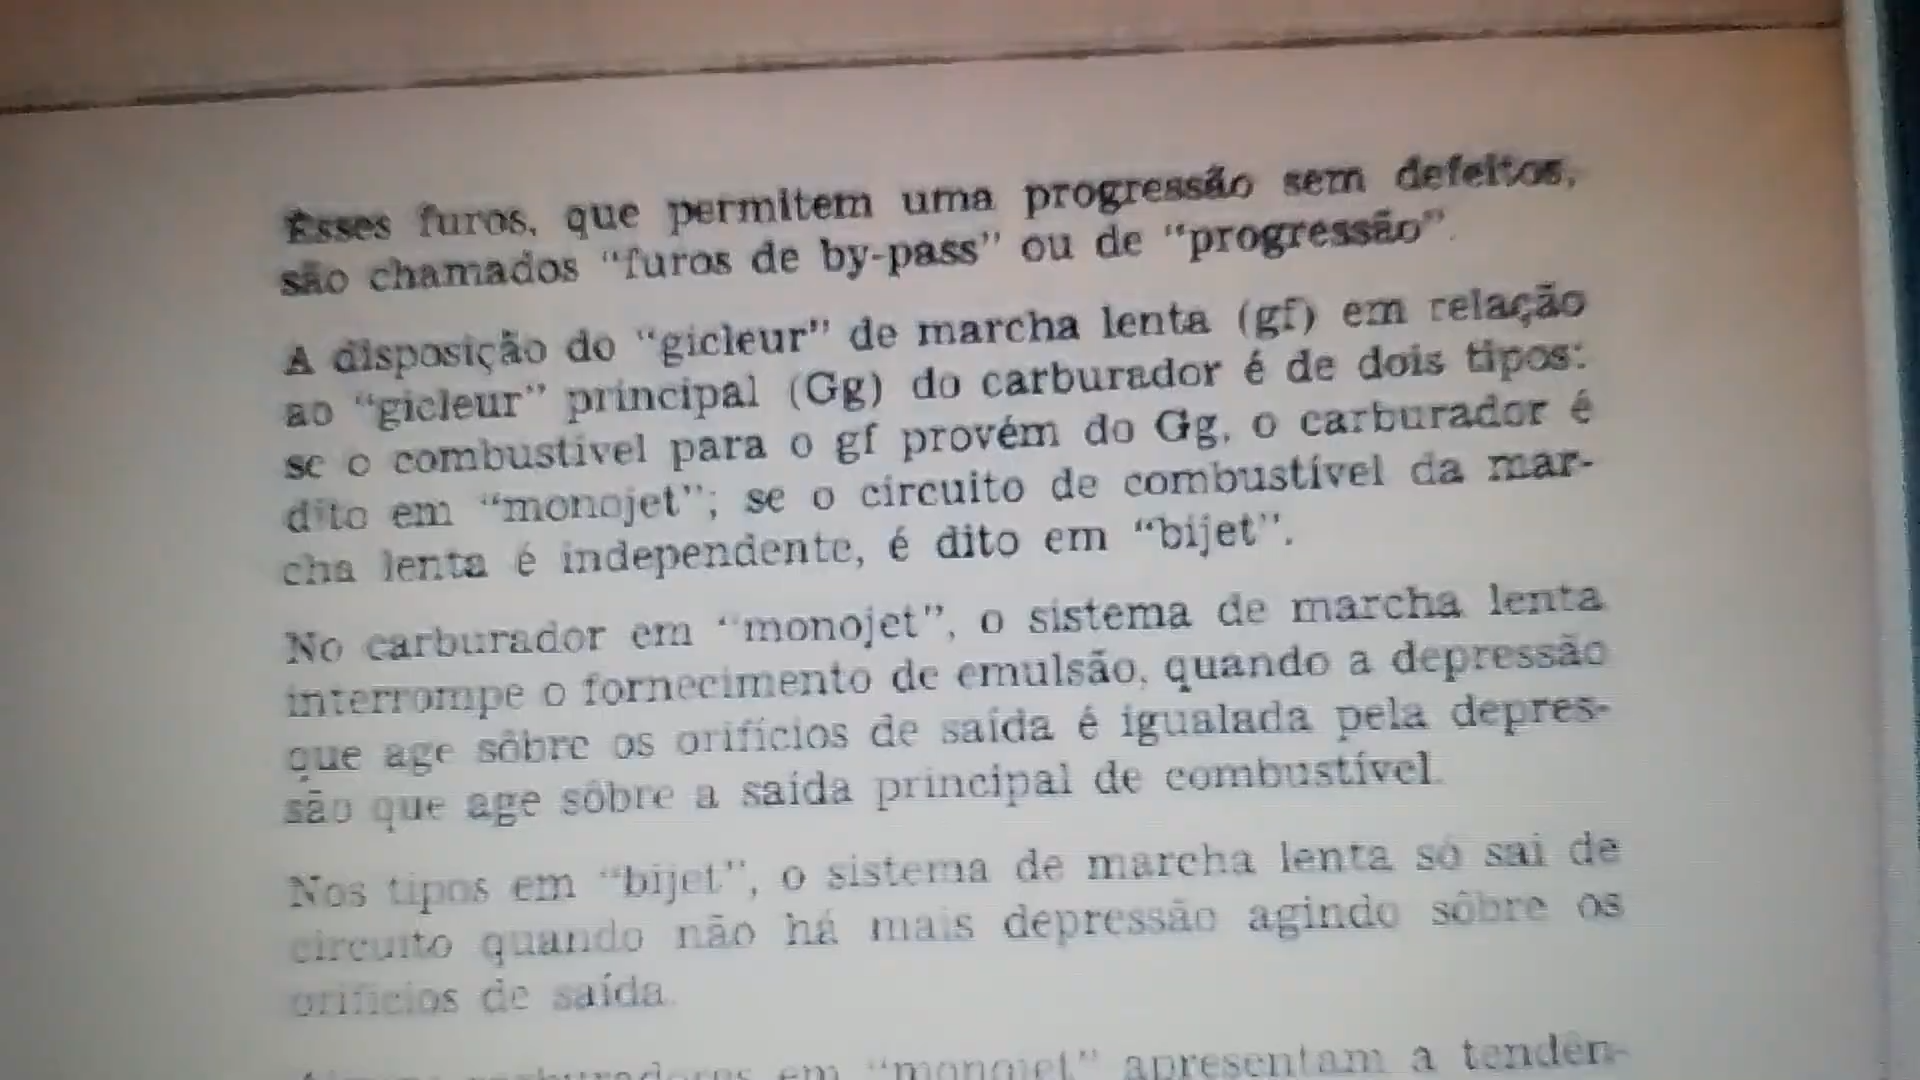 Esses furos, que permitem uma progressão sem defeitos,
são chamados “furos de by-pass” ou de “progressão”.
A disposição do “gicleur” de marcha lenta (gf) em relação
ao “gicleur” principal (Gg) do carburador é de dois tipos:
se o combustível para o gf provém do Gg, o carburador é
dito em “monojet”; se o circuito de combustível da mar-
cha lenta é independente, é dito em “bijet”.
No carburador em “monojet”, o sistema de marcha lenta
interrompe o fornecimento de emulsão, quando a depressão
que age sôbre os orifícios de saída é igualada pela depres-
são que age sôbre a saída principal de combustível.
Nos tipos em “bijet”, o sistema de marcha lenta só sai de
circuito quando não há mais depressão agindo sôbre os
orifícios de saída.
em “monojet” apresentam a tendên-